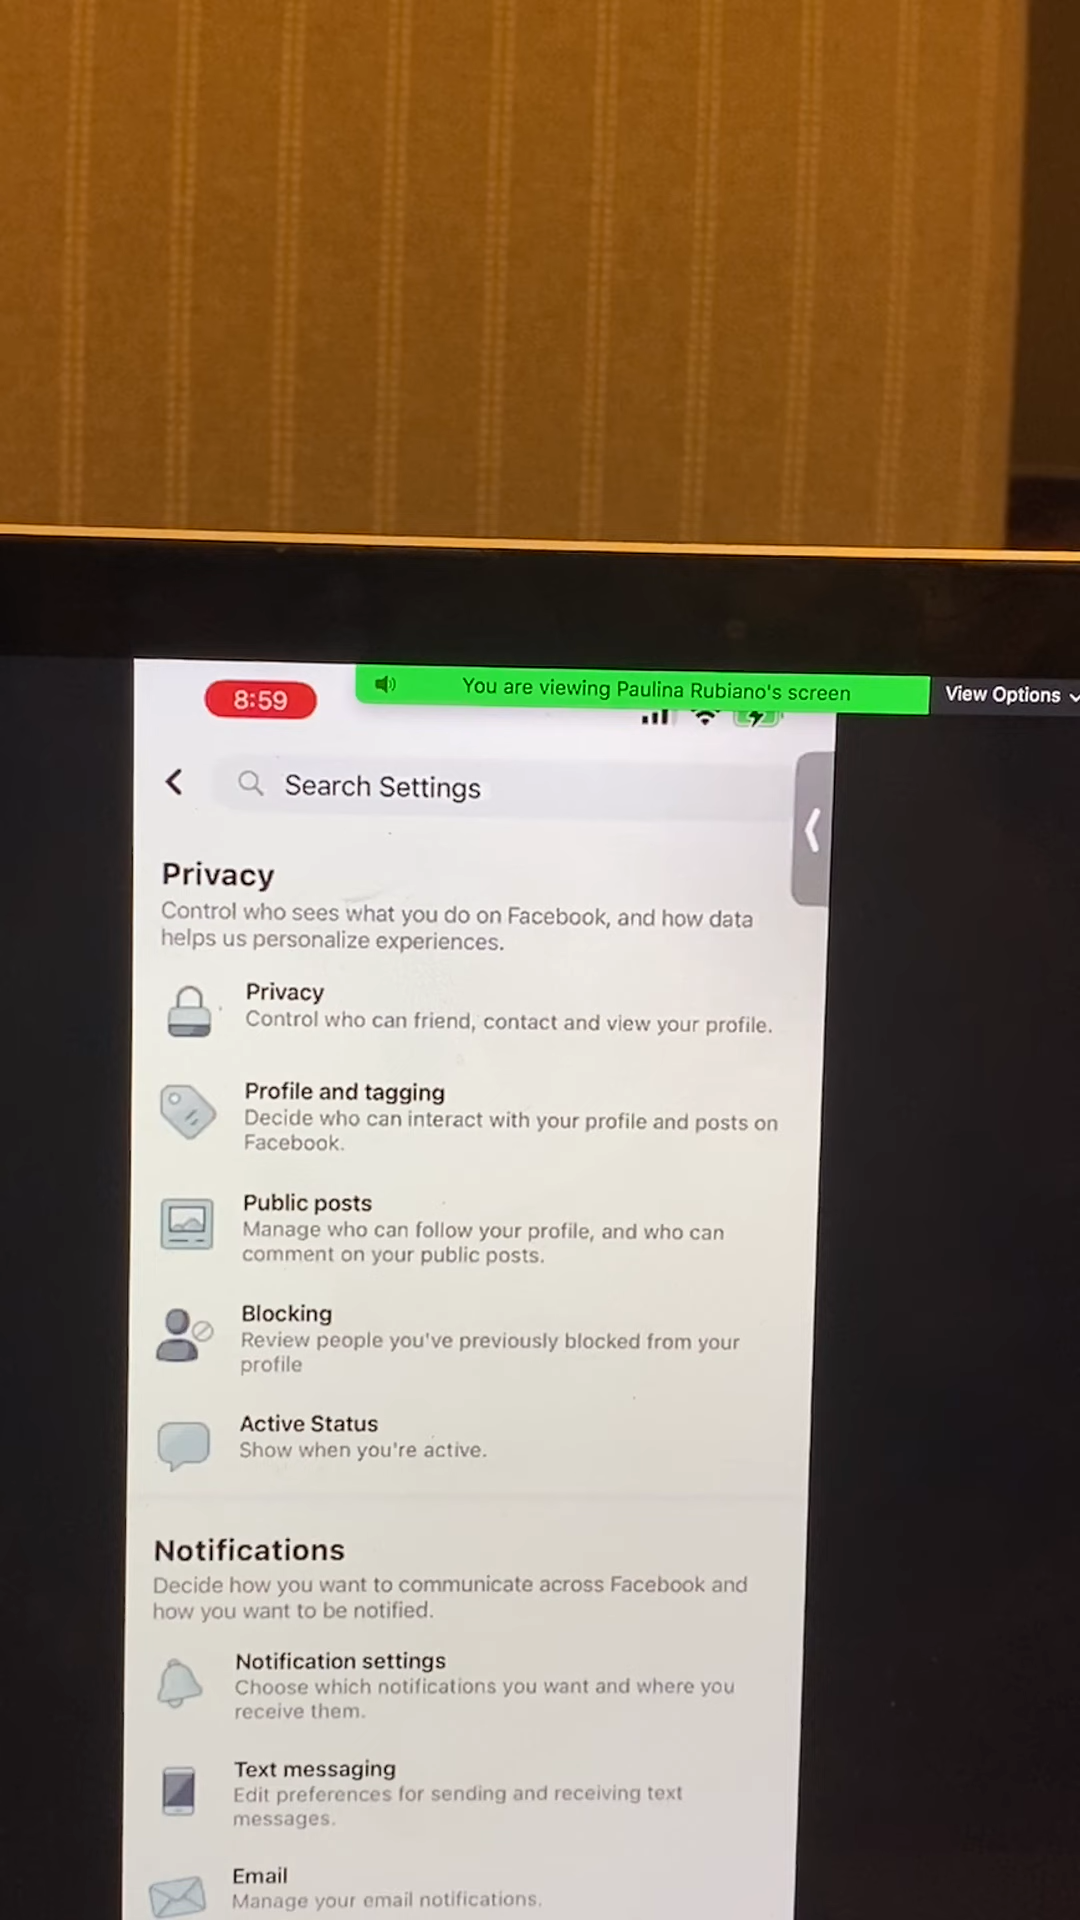 8:59
You are viewing Paulina Rubiano's screen
View Options
Search Settings
Privacy
Control who sees what you do on Facebook, and how data
helps us personalize experiences.
Privacy
Control who can friend, contact and view your profile.
Profile and tagging
Decide who can interact with your profile and posts on
Facebook.
Public posts
Manage who can follow your profile, and who can
comment on your public posts.
Blocking
Review people you've previously blocked from your
profile
Active Status
Show when you're active.
Notifications
Decide how you want to communicate across Facebook and
how you want to be notified.
Notification settings
Choose which notifications you want and where you
receive them.
Text messaging
Edit preferences for sending and receiving text
messages.
Email
Manage your email notifications.